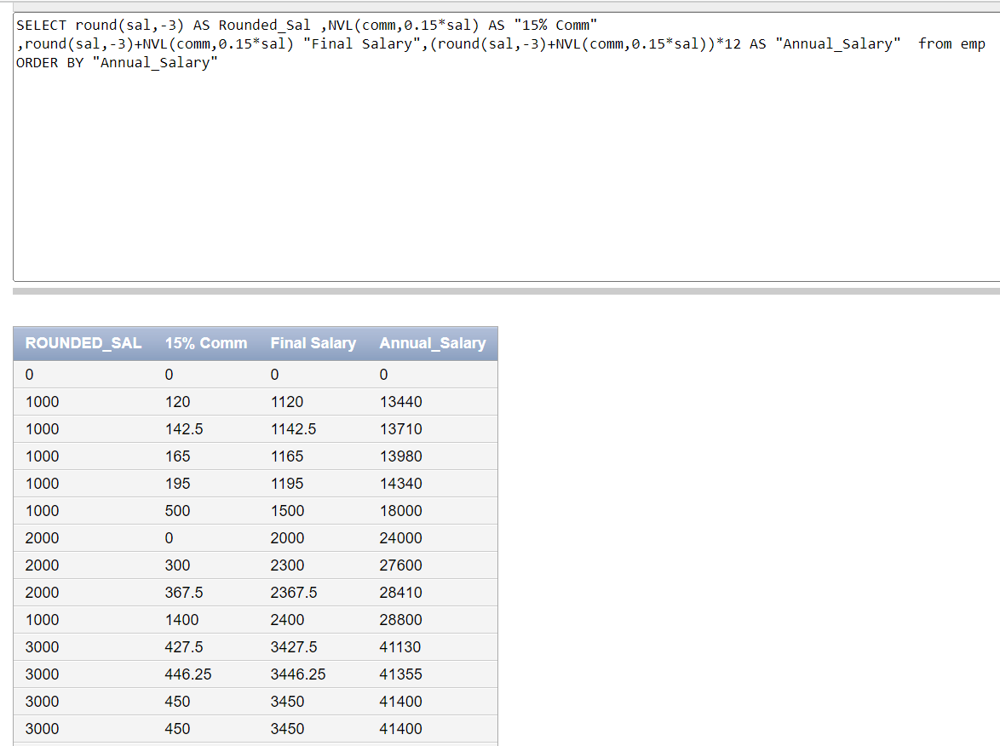 SELECT round(sal,-3) AS Rounded_Sal ,NVL(comm,0.15*sal) AS "15% Comm"
,round(sal,-3)+NVL(comm,0.15*sal) "Final Salary",(round(sal,-3)+NVL(comm,0.15*sal))*12 AS "Annual_Salary"  from emp
ORDER BY "Annual_Salary"
ROUNDED_SAL 15% Comm Final Salary Annual_Salary
0 0 0 0
1000 120 1120 13440
1000 142.5 1142.5 13710
1000 165 1165 13980
1000 195 1195 14340
1000 500 1500 18000
2000 0 2000 24000
2000 300 2300 27600
2000 367.5 2367.5 28410
1000 1400 2400 28800
3000 427.5 3427.5 41130
3000 446.25 3446.25 41355
3000 450 3450 41400
3000 450 3450 41400